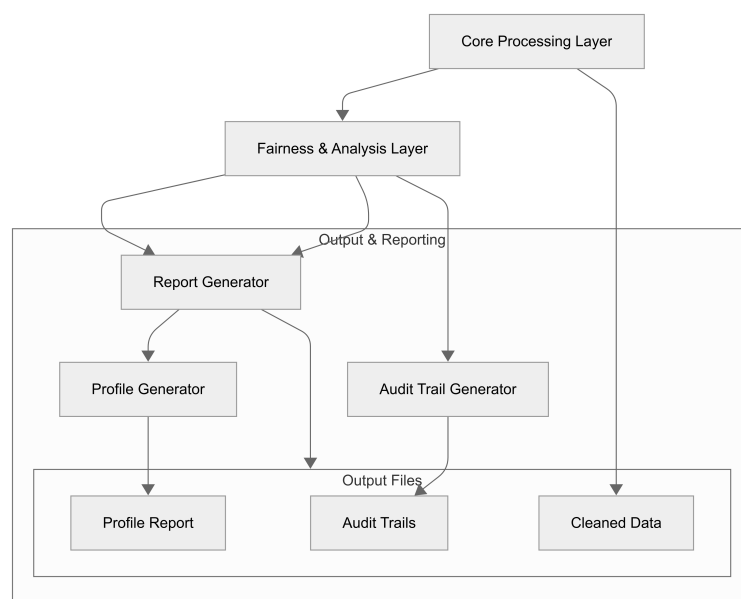 Core Processing Layer
Fairness & Analysis Layer
Output & Reporting
Report Generator
Profile Generator
Audit Trail Generator
Output Files
Profile Report
Audit Trails
Cleaned Data